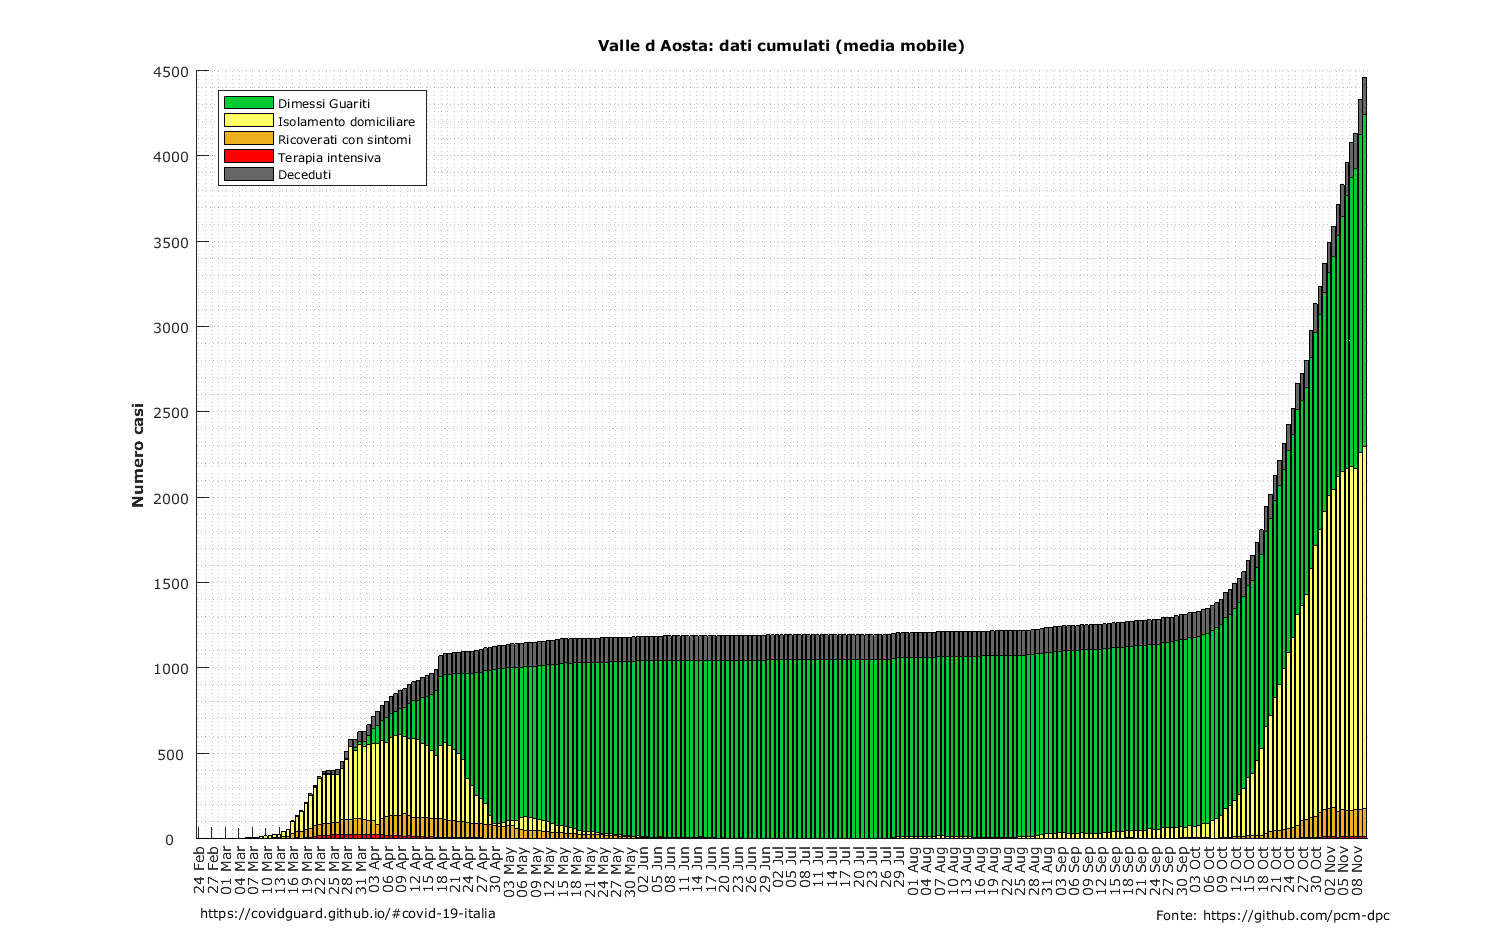 Valle d Aosta: dati cumulati (media mobile)
Numero casi
4500
4000
3500
3000
2500
2000
1500
1000
500
0
Dimessi Guariti
Isolamento domiciliare
Ricoverati con sintomi
Terapia intensiva
Deceduti
24 Feb
27 Feb
01 Mar
04 Mar
07 Mar
10 Mar
13 Mar
16 Mar
19 Mar
22 Mar
25 Mar
28 Mar
31 Mar
03 Apr
06 Apr
09 Apr
12 Apr
15 Apr
18 Apr
21 Apr
24 Apr
27 Apr
30 Apr
03 May
06 May
09 May
12 May
15 May
18 May
21 May
24 May
27 May
30 May
02 Jun
05 Jun
08 Jun
11 Jun
14 Jun
17 Jun
20 Jun
23 Jun
26 Jun
29 Jun
02 Jul
05 Jul
08 Jul
11 Jul
14 Jul
17 Jul
20 Jul
23 Jul
26 Jul
29 Jul
01 Aug
04 Aug
07 Aug
10 Aug
13 Aug
16 Aug
19 Aug
22 Aug
25 Aug
28 Aug
31 Aug
03 Sep
06 Sep
09 Sep
12 Sep
15 Sep
18 Sep
21 Sep
24 Sep
27 Sep
30 Sep
03 Oct
06 Oct
09 Oct
12 Oct
15 Oct
18 Oct
21 Oct
24 Oct
27 Oct
30 Oct
02 Nov
05 Nov
08 Nov
https://covidguard.github.io/#covid-19-italia
Fonte: https://github.com/pcm-dpc